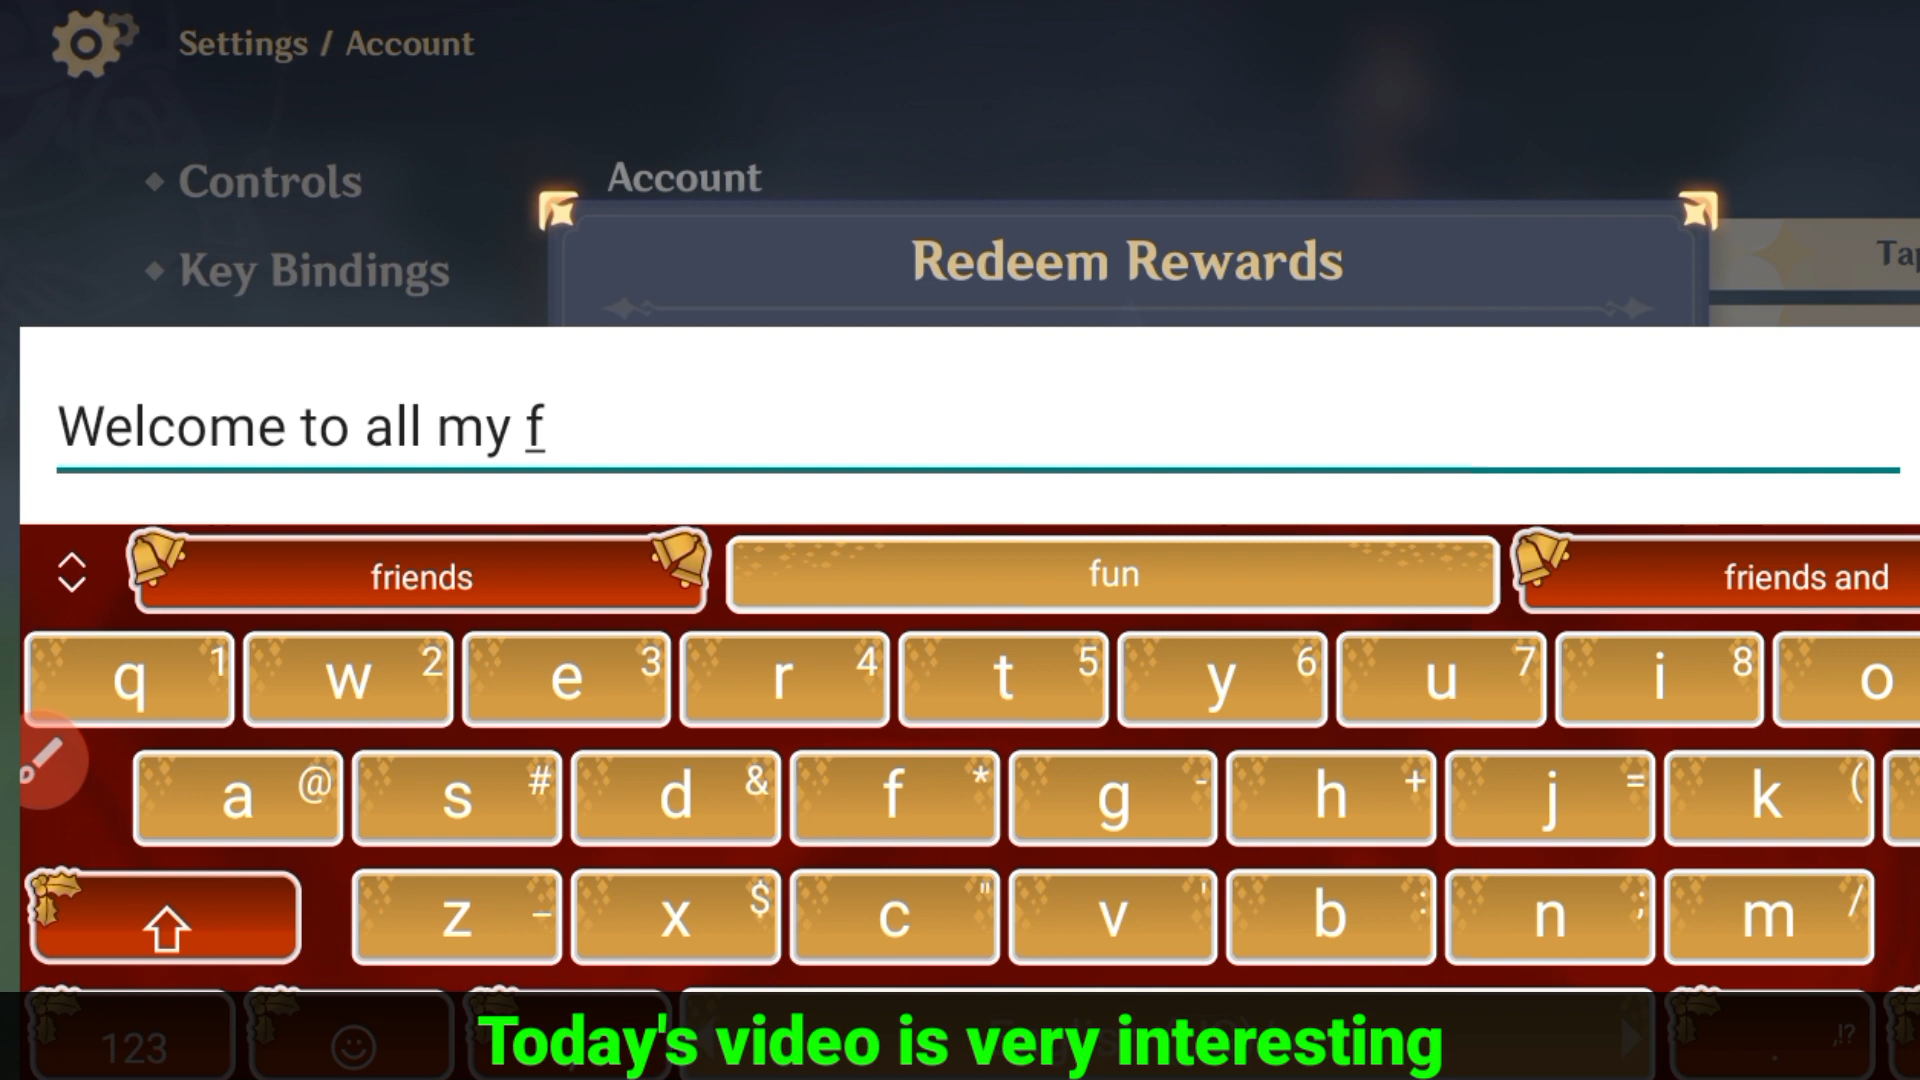 Settings / Account
Controls
Account
Key Bindings
Redeem Rewards
Welcome to all my f
friends
fun
friends and
q 1 w 2 e 3 r 4 t 5 y 6 u 7 i 8 o
a @ s # d & f * g - h + j = k (
z _ x $ c " v ' b : n ; m /
123 . ,!?
Today's video is very interesting